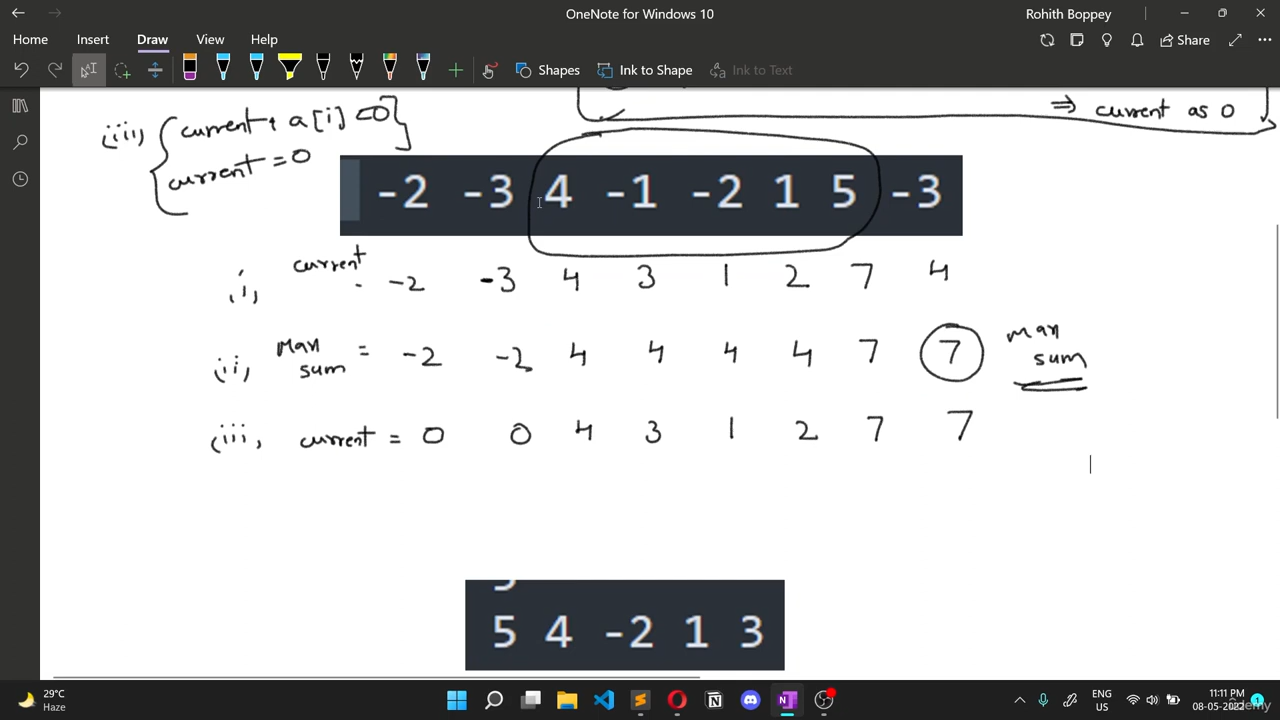 OneNote for Windows 10
Rohith Boppey
Home Insert Draw View Help
Share
Shapes Ink to Shape Ink to Text
(iii) current + a[i] <0
current = 0
⇒ current as 0
-2 -3 4 -1 -2 1 5 -3
(i) current -2 -3 4 3 1 2 7 4
(ii) Max sum = -2 -2 4 4 4 4 7 7 Max sum
(iii) current = 0 0 4 3 1 2 7 7
5 4 -2 1 3
29°C
Haze
ENG
US
11:11 PM
08-05-2022
1
Udemy